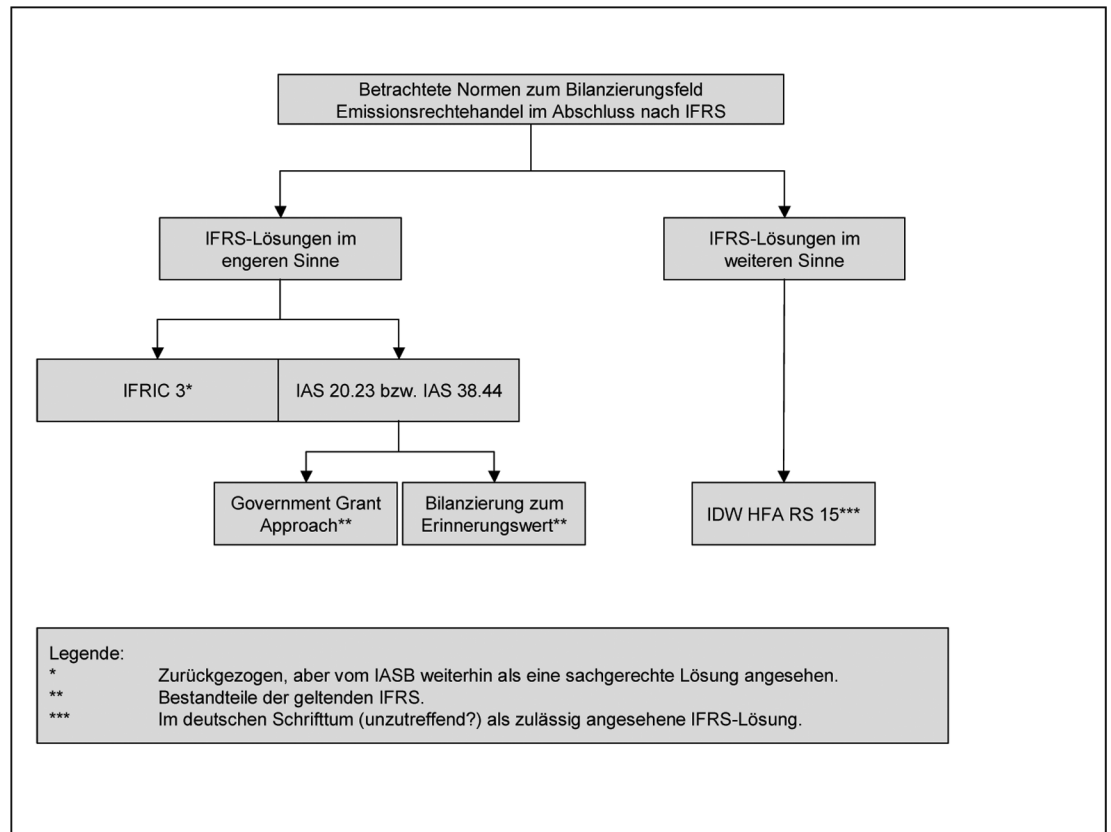 Betrachtete Normen zum Bilanzierungsfeld
Emissionsrechtehandel im Abschluss nach IFRS
IFRS-Lösungen im
engeren Sinne
IFRS-Lösungen im
weiteren Sinne
IFRIC 3*
IAS 20.23 bzw. IAS 38.44
Government Grant
Approach**
Bilanzierung zum
Erinnerungswert**
IDW HFA RS 15***
Legende:
* Zurückgezogen, aber vom IASB weiterhin als eine sachgerechte Lösung angesehen.
** Bestandteile der geltenden IFRS.
*** Im deutschen Schrifttum (unzutreffend?) als zulässig angesehene IFRS-Lösung.